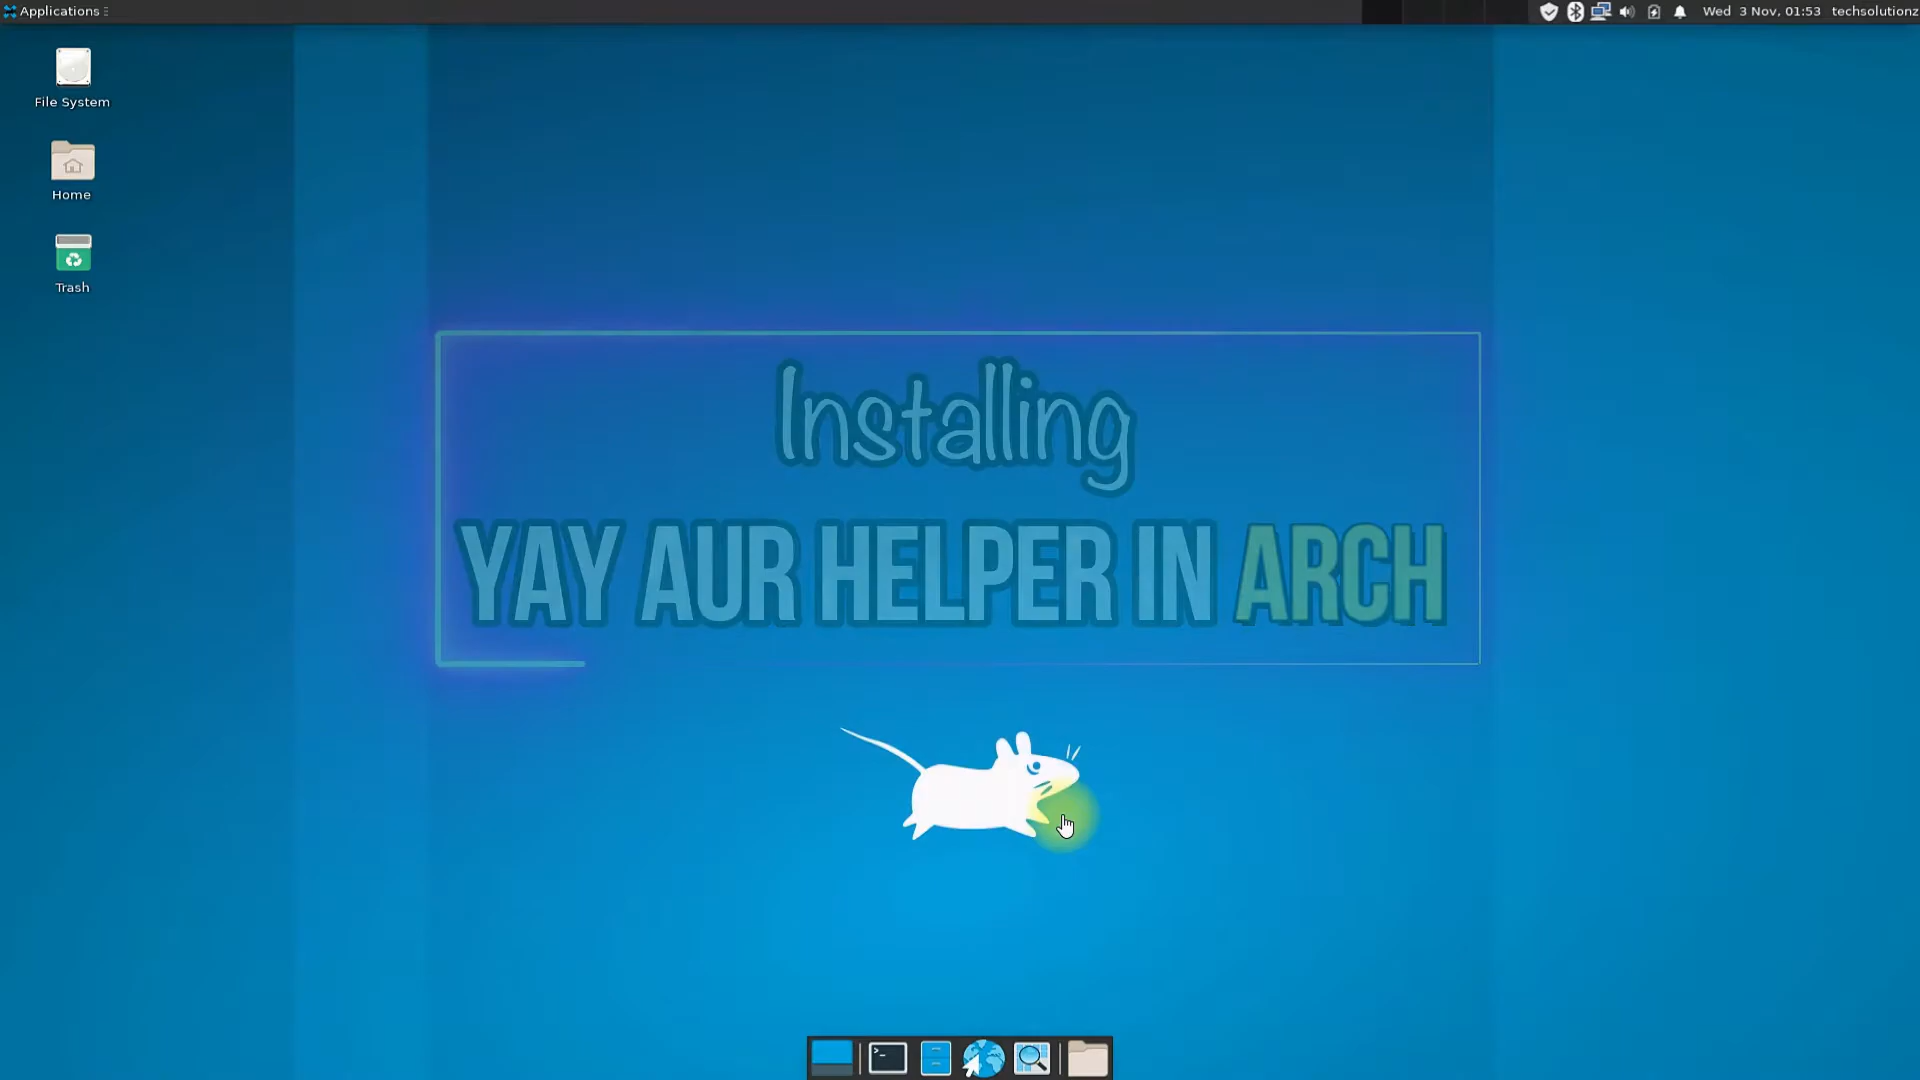 Applications
Wed 3 Nov, 01:53 techsolutionz
File System
Home
Trash
Installing
YAY AUR HELPER IN ARCH